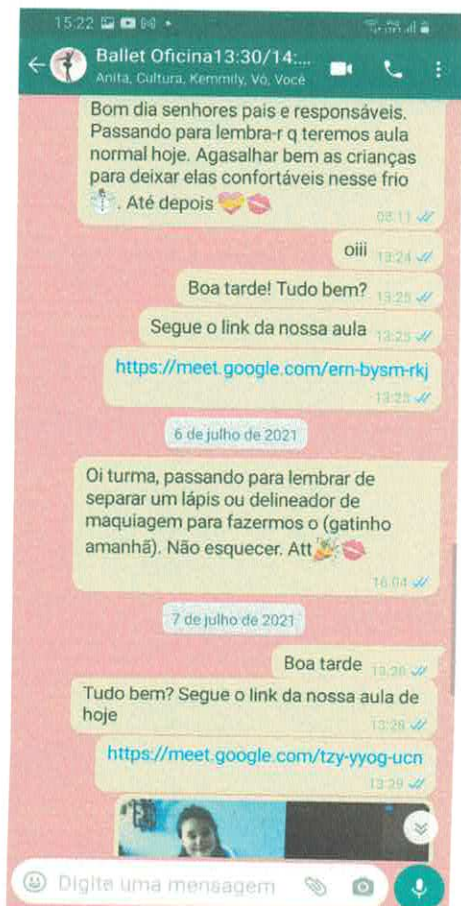 15:22
Ballet Oficina13:30/14:...
Anita, Cultura, Kemmily, Vó, Você
Bom dia senhores pais e responsáveis.
Passando para lembra-r q teremos aula
normal hoje. Agasalhar bem as crianças
para deixar elas confortáveis nesse frio
⛄. Até depois 💝💋
08:11
oiii 13:24
Boa tarde! Tudo bem? 13:25
Segue o link da nossa aula 13:25
https://meet.google.com/ern-bysm-rkj
13:25
6 de julho de 2021
Oi turma, passando para lembrar de
separar um lápis ou delineador de
maquiagem para fazermos o (gatinho
amanhã). Não esquecer. Att 🎉💋
16:04
7 de julho de 2021
Boa tarde 13:28
Tudo bem? Segue o link da nossa aula de
hoje
13:28
https://meet.google.com/tzy-yyog-ucn
13:29
Digite uma mensagem